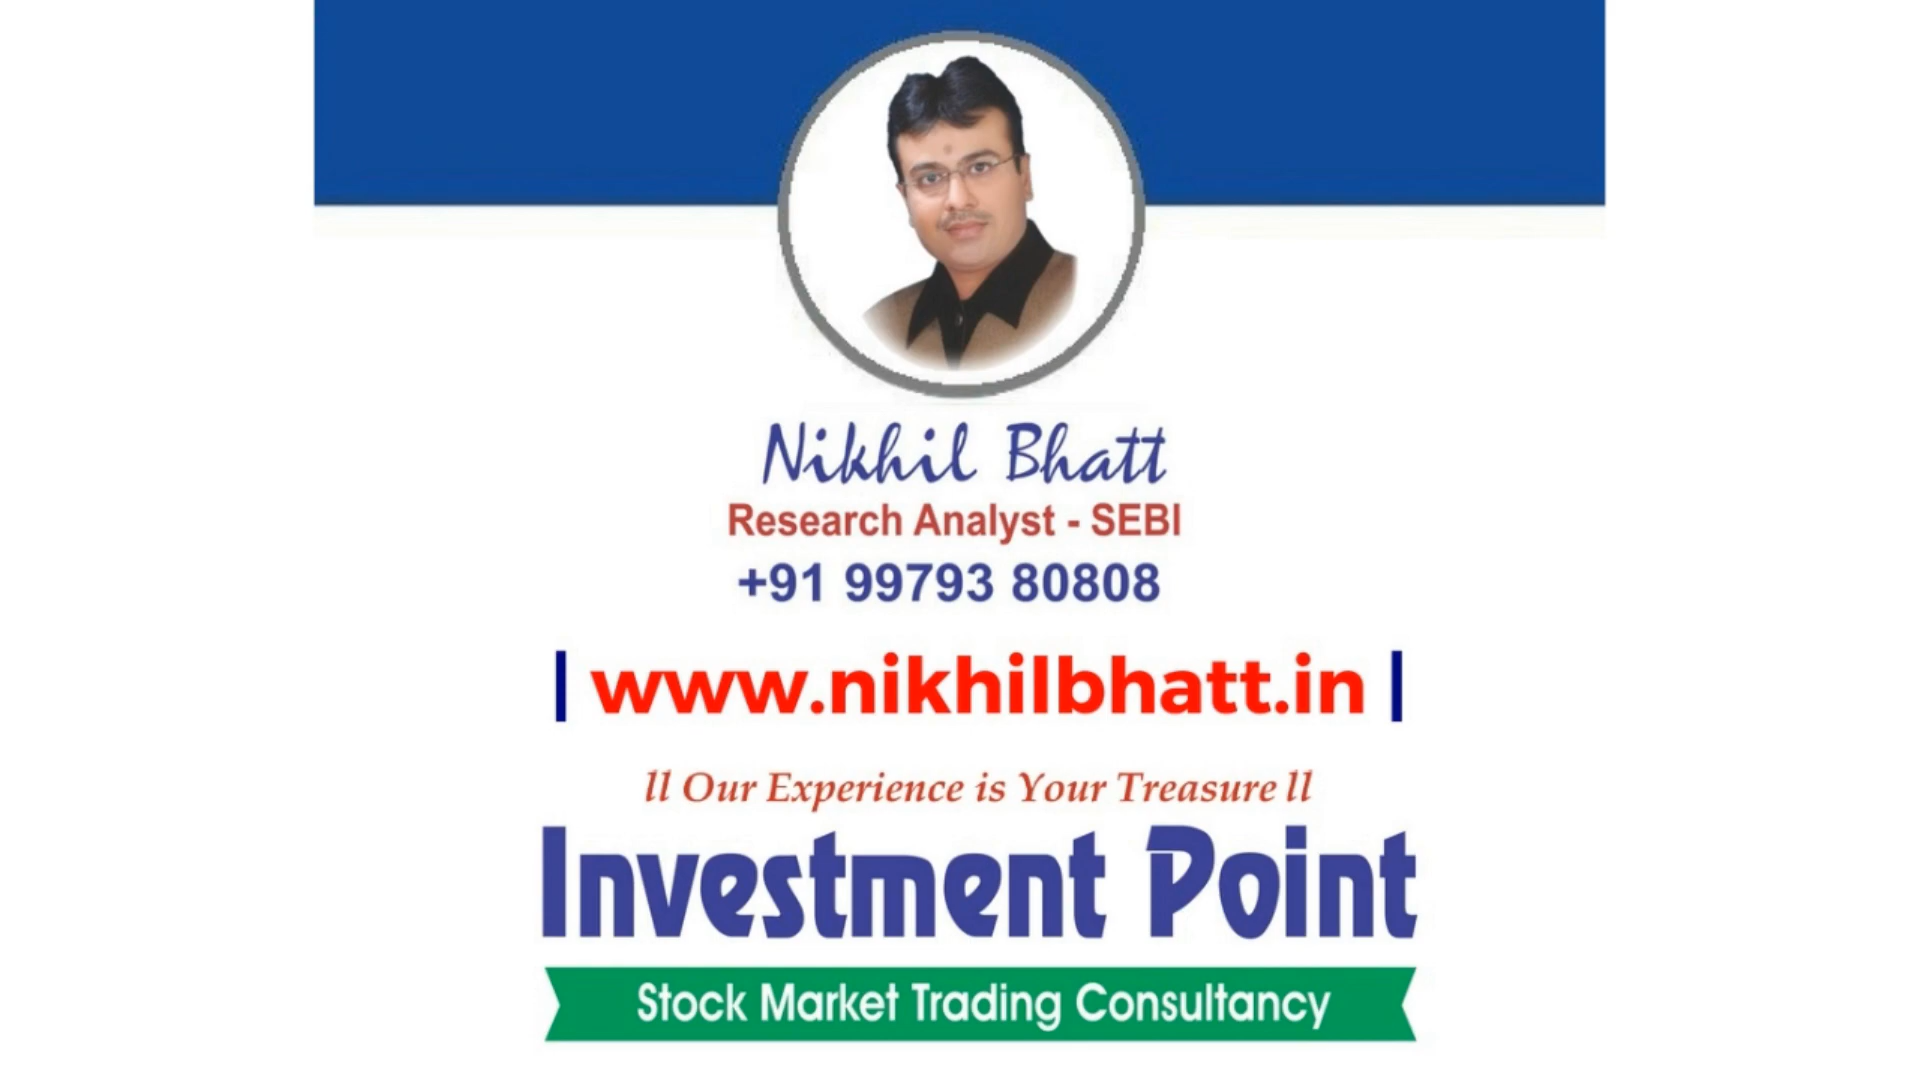 Nikhil Bhatt
Research Analyst - SEBI
+91 99793 80808
| www.nikhilbhatt.in |
ll Our Experience is Your Treasure ll
Investment Point
Stock Market Trading Consultancy